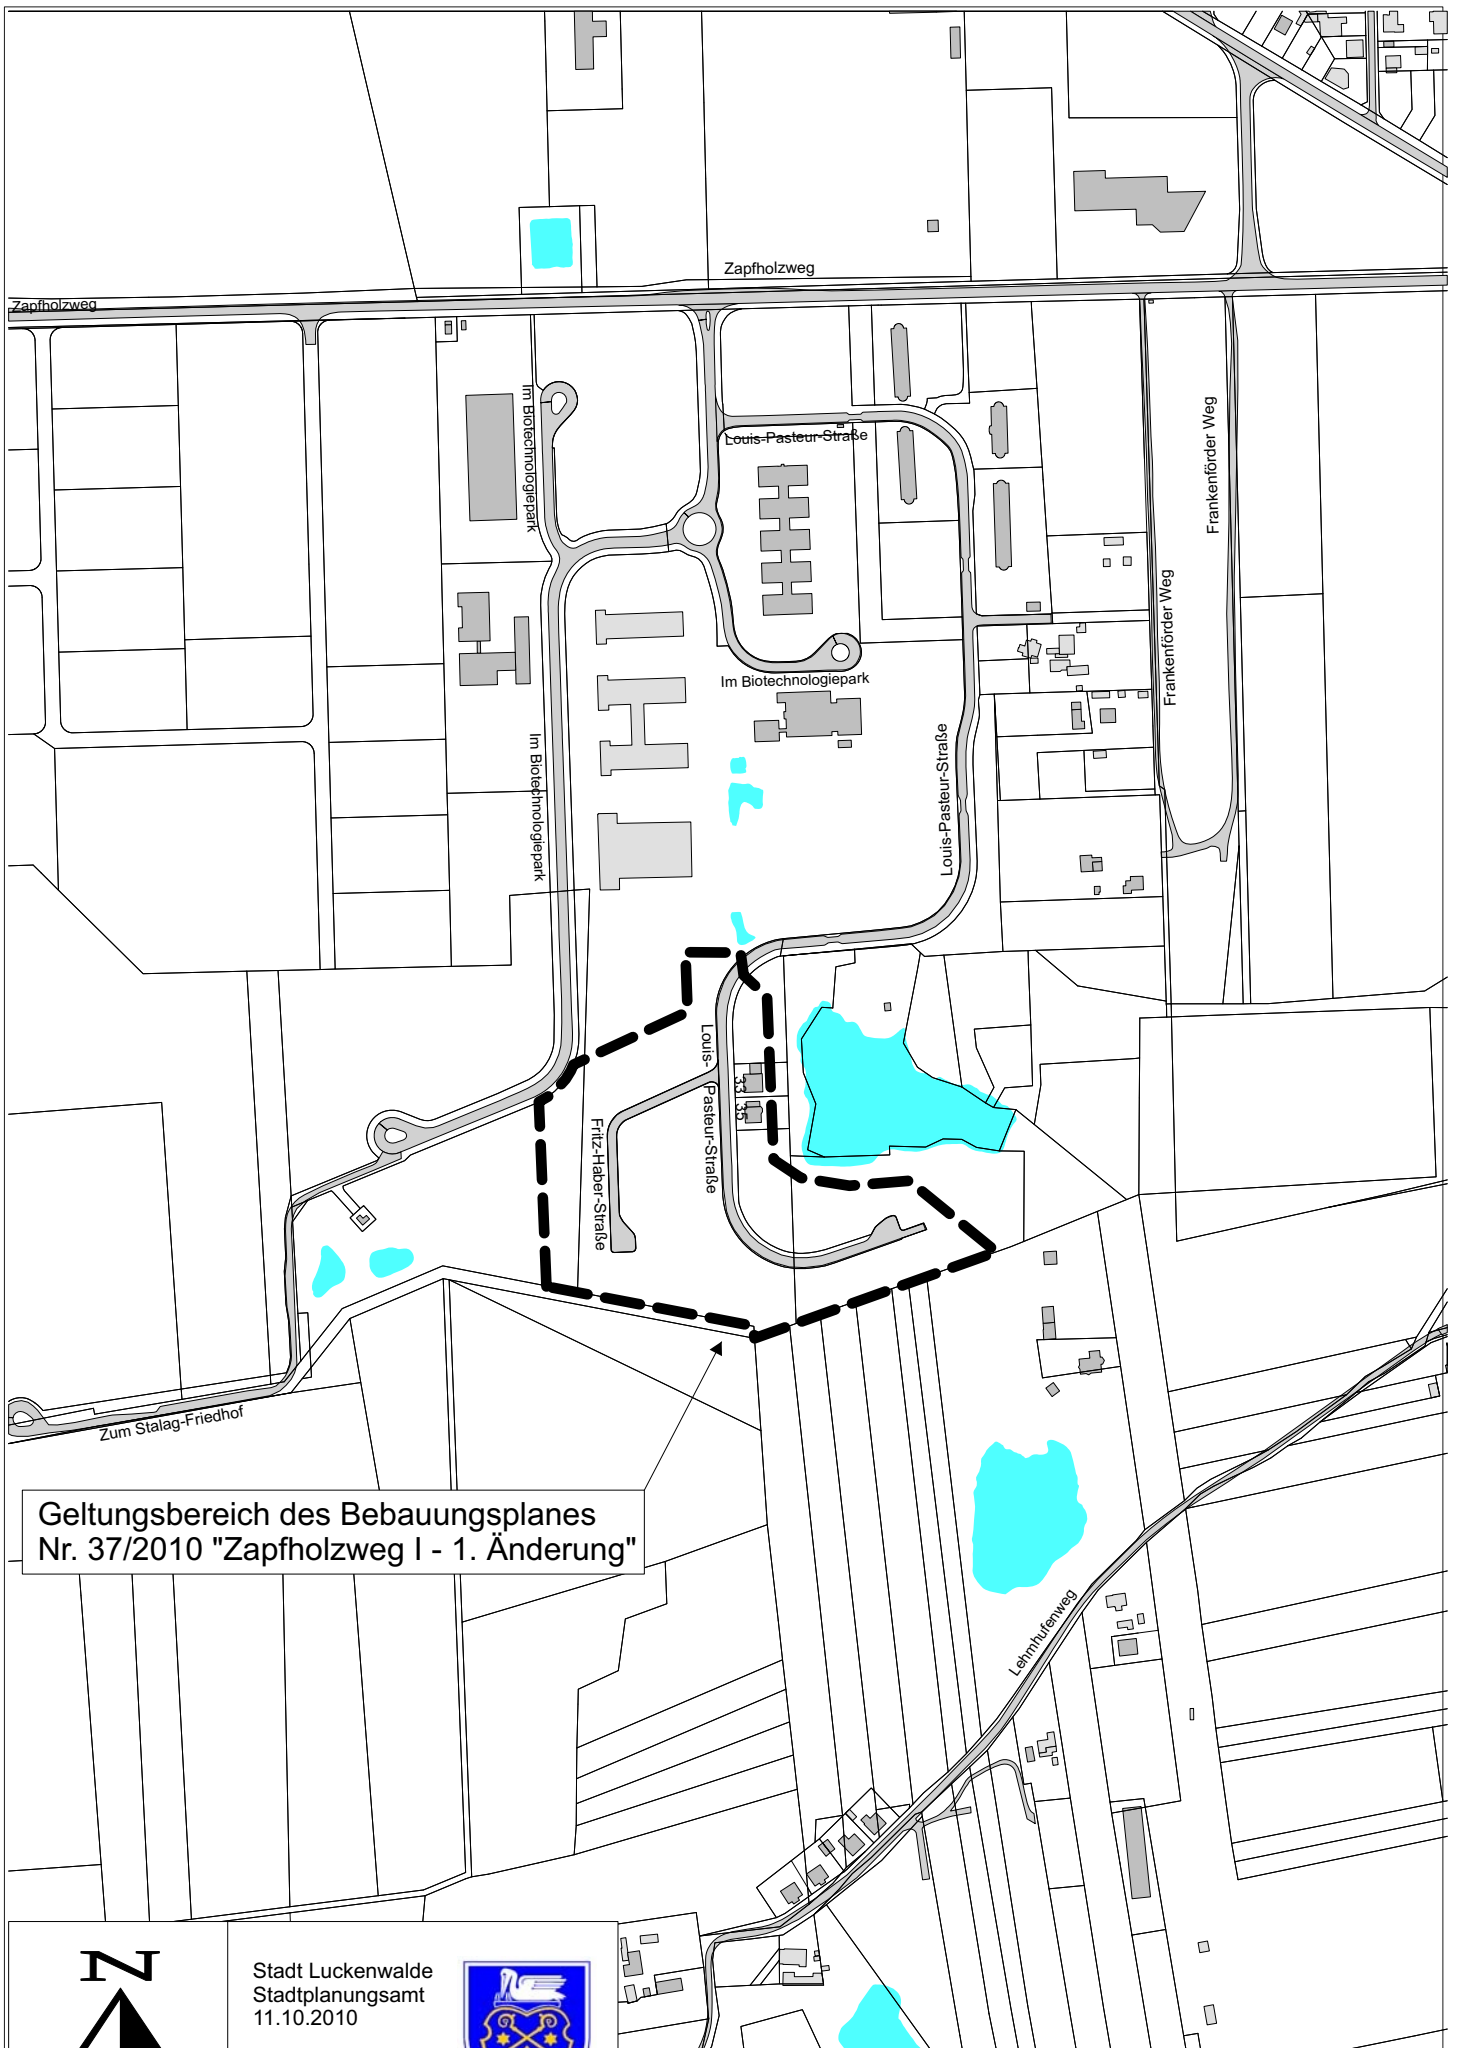 Zapfholzweg
Zapfholzweg
Im Biotechnologiepark
Louis-Pasteur-Straße
Frankenförder Weg
Frankenförder Weg
Im Biotechnologiepark
Im Biotechnologiepark
Louis-Pasteur-Straße
Louis-
Pasteur-Straße
33
35
Fritz-Haber-Straße
Zum Stalag-Friedhof
Geltungsbereich des Bebauungsplanes
Nr. 37/2010 "Zapfholzweg I - 1. Änderung"
Lehmhufenweg
N
Stadt Luckenwalde
Stadtplanungsamt
11.10.2010